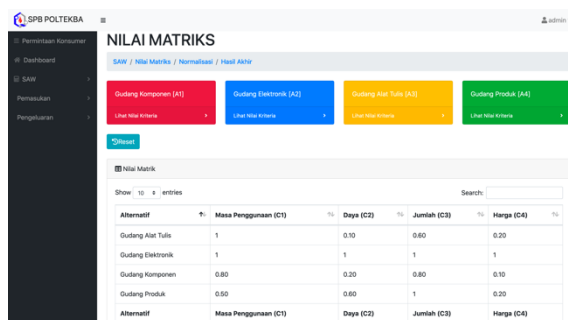 SPB POLTEKBA
admin
Permintaan Konsumer
Dashboard
SAW
Pemasukan
Pengeluaran
NILAI MATRIKS
SAW / Nilai Matriks / Normalisasi / Hasil Akhir
Gudang Komponen [A1] Gudang Elektronik [A2] Gudang Alat Tulis [A3] Gudang Produk [A4]
Lihat Nilai Kriteria Lihat Nilai Kriteria Lihat Nilai Kriteria Lihat Nilai Kriteria
Reset
Nilai Matrik
Show 10 entries Search:
Alternatif Masa Penggunaan (C1) Daya (C2) Jumlah (C3) Harga (C4)
Gudang Alat Tulis 1 0.10 0.60 0.20
Gudang Elektronik 1 1 1 1
Gudang Komponen 0.80 0.20 0.80 0.10
Gudang Produk 0.50 0.60 1 0.20
Alternatif Masa Penggunaan (C1) Daya (C2) Jumlah (C3) Harga (C4)